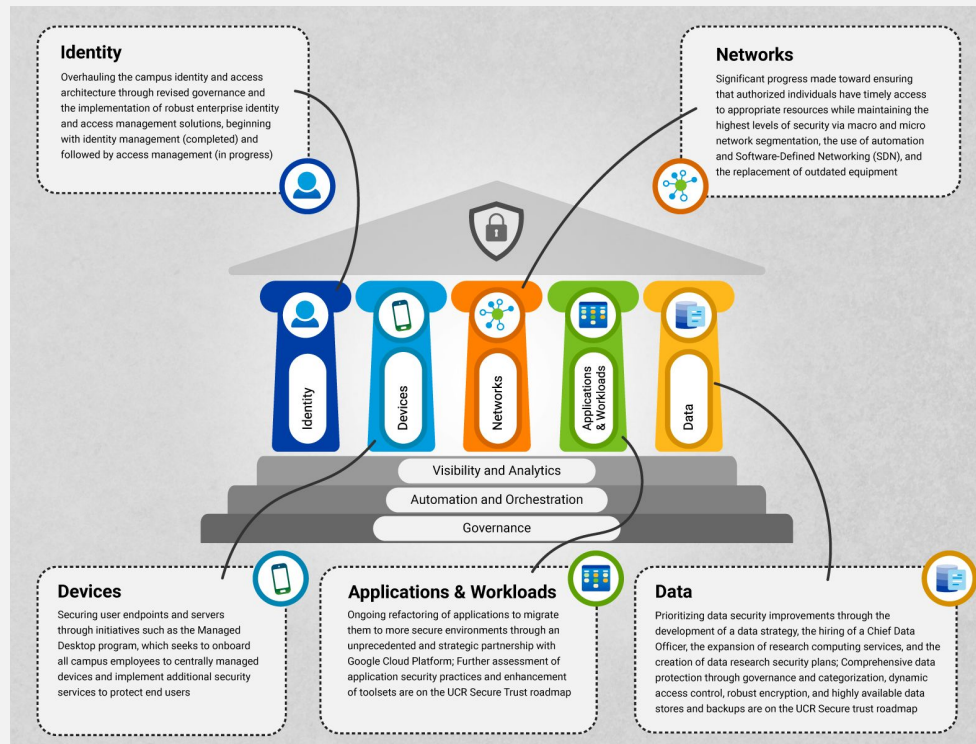 Identity
Overhauling the campus identity and access
architecture through revised governance and
the implementation of robust enterprise identity
and access management solutions, beginning
with identity management (completed) and
followed by access management (in progress)
Networks
Significant progress made toward ensuring
that authorized individuals have timely access
to appropriate resources while maintaining the
highest levels of security via macro and micro
network segmentation, the use of automation
and Software-Defined Networking (SDN), and
the replacement of outdated equipment
Identity
Devices
Networks
Applications
& Workloads
Data
Visibility and Analytics
Automation and Orchestration
Governance
Devices
Securing user endpoints and servers
through initiatives such as the Managed
Desktop program, which seeks to onboard
all campus employees to centrally managed
devices and implement additional security
services to protect end users
Applications & Workloads
Ongoing refactoring of applications to migrate
them to more secure environments through an
unprecedented and strategic partnership with
Google Cloud Platform; Further assessment of
application security practices and enhancement
of toolsets are on the UCR Secure Trust roadmap
Data
Prioritizing data security improvements through the
development of a data strategy, the hiring of a Chief Data
Officer, the expansion of research computing services, and the
creation of data research security plans; Comprehensive data
protection through governance and categorization, dynamic
access control, robust encryption, and highly available data
stores and backups are on the UCR Secure trust roadmap